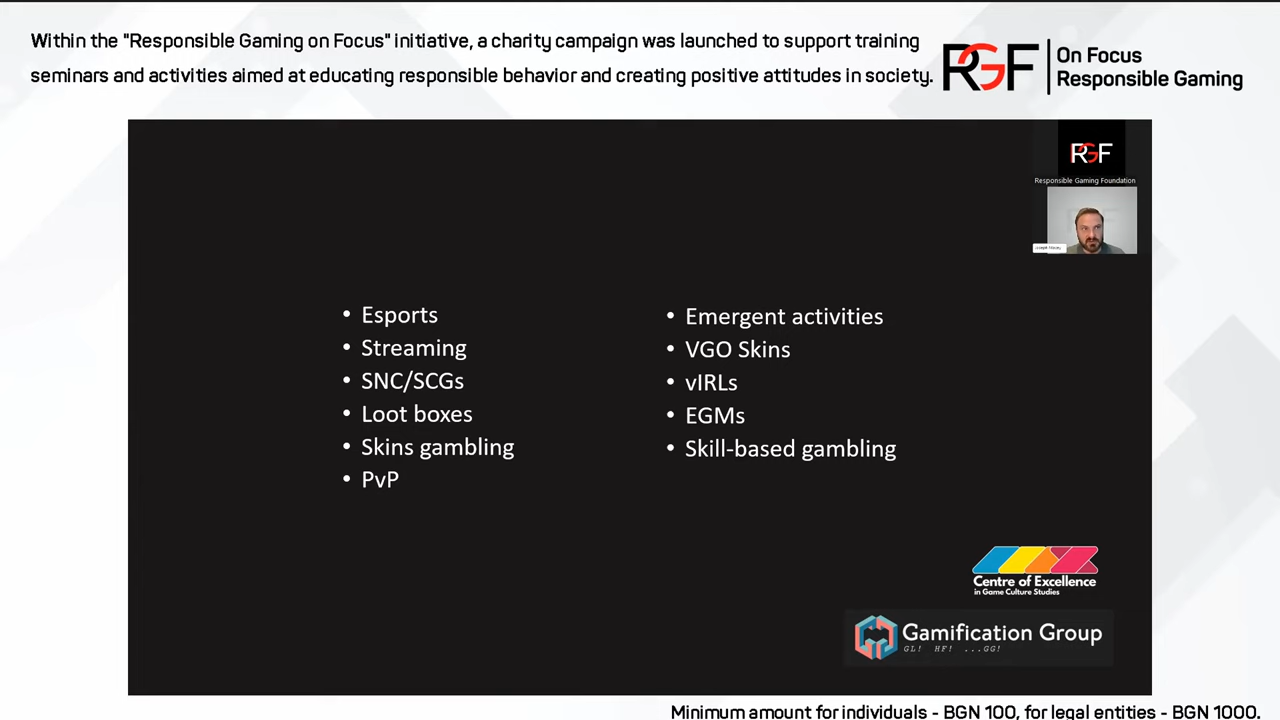 Within the "Responsible Gaming on Focus" initiative, a charity campaign was launched to support training
seminars and activities aimed at educating responsible behavior and creating positive attitudes in society.
RGF
On Focus
Responsible Gaming
RGF
Responsible Gaming Foundation
• Esports
• Streaming
• SNC/SCGs
• Loot boxes
• Skins gambling
• PvP
• Emergent activities
• VGO Skins
• vIRLs
• EGMs
• Skill-based gambling
Centre of Excellence
in Game Culture Studies
Gamification Group
GL! HF! ...GG!
Minimum amount for individuals - BGN 100, for legal entities - BGN 1000.